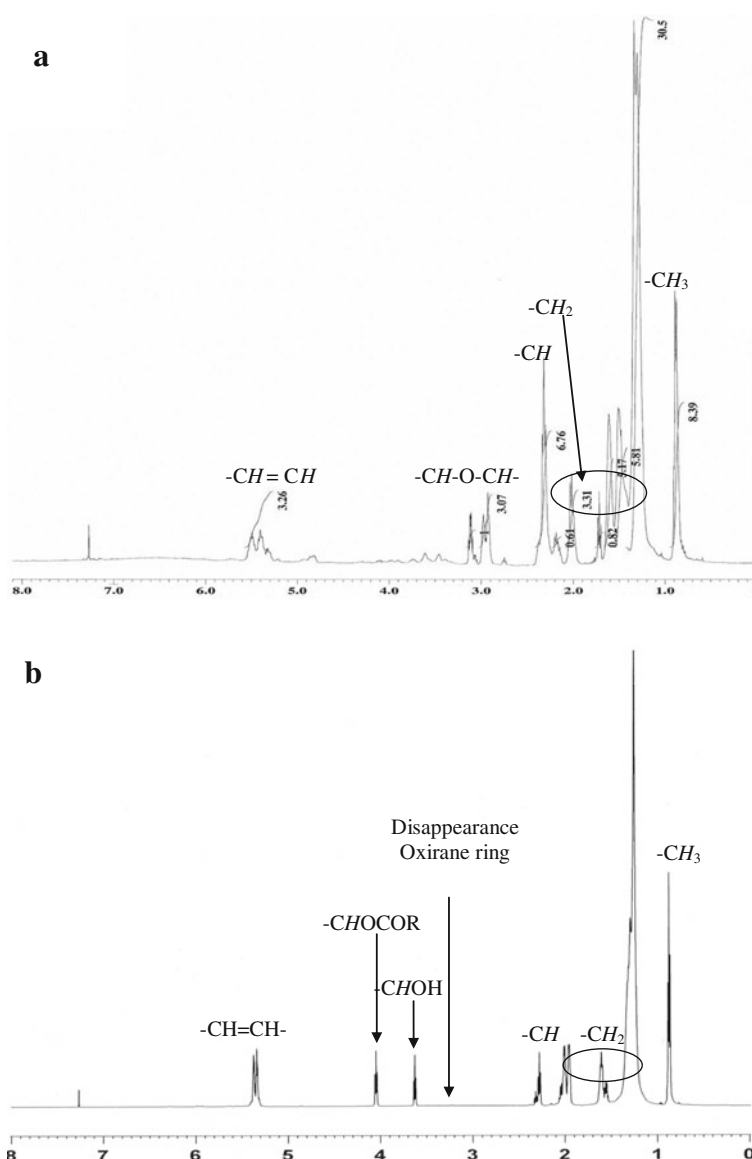 a
30.5
-CH3
-CH2
-CH
6.76
5.17
5.81
8.39
-CH = CH
3.26
-CH-O-CH-
1
3.07
0.61
3.31
0.82
8.0 7.0 6.0 5.0 4.0 3.0 2.0 1.0
b
Disappearance
Oxirane ring
-CH3
-CHOCOR
-CHOH
-CH=CH-
-CH
-CH2
8 7 6 5 4 3 2 1 0